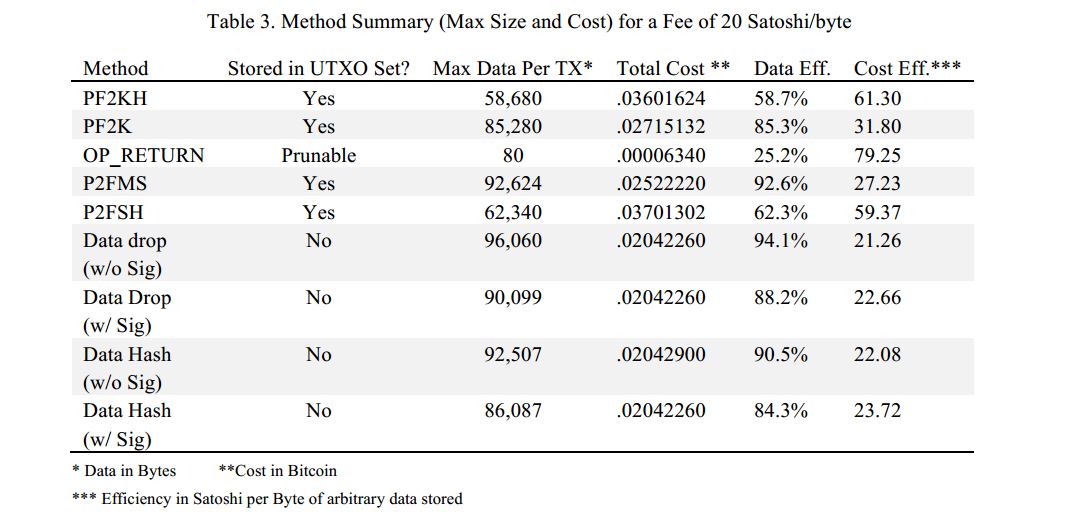 Table 3. Method Summary (Max Size and Cost) for a Fee of 20 Satoshi/byte
Method Stored in UTXO Set? Max Data Per TX* Total Cost ** Data Eff. Cost Eff.***
PF2KH Yes 58,680 .03601624 58.7% 61.30
PF2K Yes 85,280 .02715132 85.3% 31.80
OP_RETURN Prunable 80 .00006340 25.2% 79.25
P2FMS Yes 92,624 .02522220 92.6% 27.23
P2FSH Yes 62,340 .03701302 62.3% 59.37
Data drop No 96,060 .02042260 94.1% 21.26
(w/o Sig)
Data Drop No 90,099 .02042260 88.2% 22.66
(w/ Sig)
Data Hash No 92,507 .02042900 90.5% 22.08
(w/o Sig)
Data Hash No 86,087 .02042260 84.3% 23.72
(w/ Sig)
* Data in Bytes **Cost in Bitcoin
*** Efficiency in Satoshi per Byte of arbitrary data stored